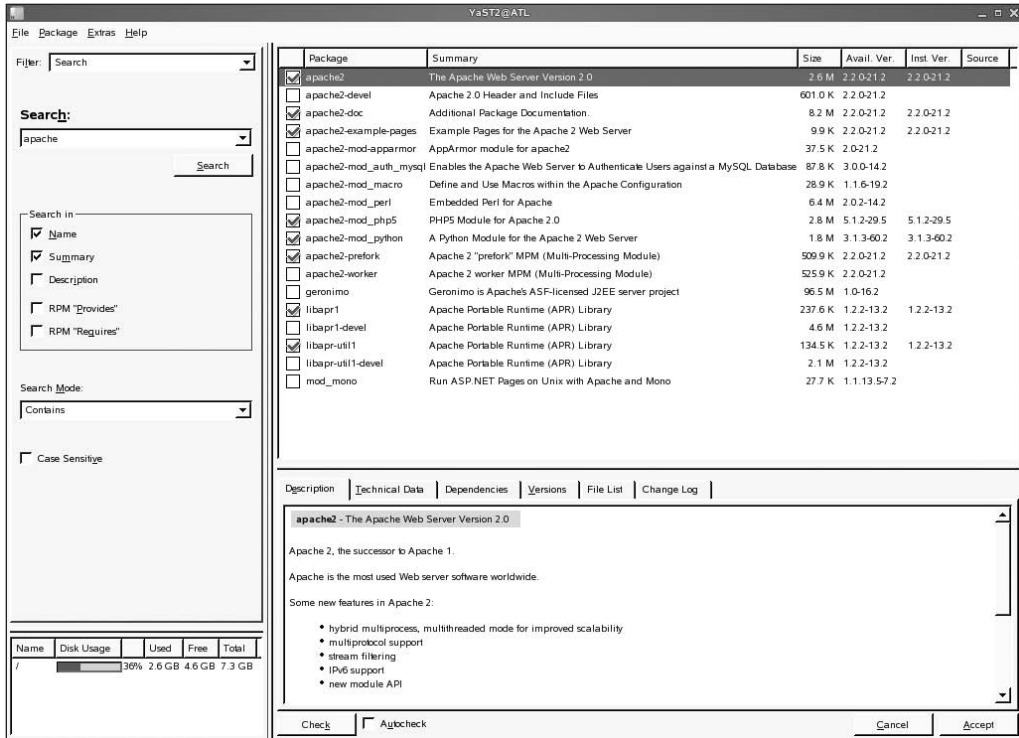 YaST2@ATL
File Package Extras Help
Filter: Search
Search:
apache
Search
Search in
Name
Summary
Description
RPM "Provides"
RPM "Requires"
Search Mode:
Contains
Case Sensitive
Name Disk Usage Used Free Total
/ 36% 2.6 GB 4.6 GB 7.3 GB
Package Summary Size Avail. Ver. Inst. Ver. Source
apache2 The Apache Web Server Version 2.0 2.6 M 2.2.0-21.2 2.2.0-21.2
apache2-devel Apache 2.0 Header and Include Files 601.0 K 2.2.0-21.2
apache2-doc Additional Package Documentation. 8.2 M 2.2.0-21.2 2.2.0-21.2
apache2-example-pages Example Pages for the Apache 2 Web Server 9.9 K 2.2.0-21.2 2.2.0-21.2
apache2-mod-apparmor AppArmor module for apache2 37.5 K 2.0-21.2
apache2-mod_auth_mysql Enables the Apache Web Server to Authenticate Users against a MySQL Database 87.8 K 3.0.0-14.2
apache2-mod_macro Define and Use Macros within the Apache Configuration 28.9 K 1.1.6-19.2
apache2-mod_perl Embedded Perl for Apache 6.4 M 2.0.2-14.2
apache2-mod_php5 PHP5 Module for Apache 2.0 2.8 M 5.1.2-29.5 5.1.2-29.5
apache2-mod_python A Python Module for the Apache 2 Web Server 1.8 M 3.1.3-60.2 3.1.3-60.2
apache2-prefork Apache 2 "prefork" MPM (Multi-Processing Module) 509.9 K 2.2.0-21.2 2.2.0-21.2
apache2-worker Apache 2 worker MPM (Multi-Processing Module) 525.9 K 2.2.0-21.2
geronimo Geronimo is Apache's ASF-licensed J2EE server project 96.5 M 1.0-16.2
libapr1 Apache Portable Runtime (APR) Library 237.6 K 1.2.2-13.2 1.2.2-13.2
libapr1-devel Apache Portable Runtime (APR) Library 4.6 M 1.2.2-13.2
libapr-util1 Apache Portable Runtime (APR) Library 134.5 K 1.2.2-13.2 1.2.2-13.2
libapr-util1-devel Apache Portable Runtime (APR) Library 2.1 M 1.2.2-13.2
mod_mono Run ASP.NET Pages on Unix with Apache and Mono 27.7 K 1.1.13.5-7.2
Description Technical Data Dependencies Versions File List Change Log
apache2 - The Apache Web Server Version 2.0
Apache 2, the successor to Apache 1.
Apache is the most used Web server software worldwide.
Some new features in Apache 2:
• hybrid multiprocess, multithreaded mode for improved scalability
• multiprotocol support
• stream filtering
• IPv6 support
• new module API
Check Autocheck Cancel Accept